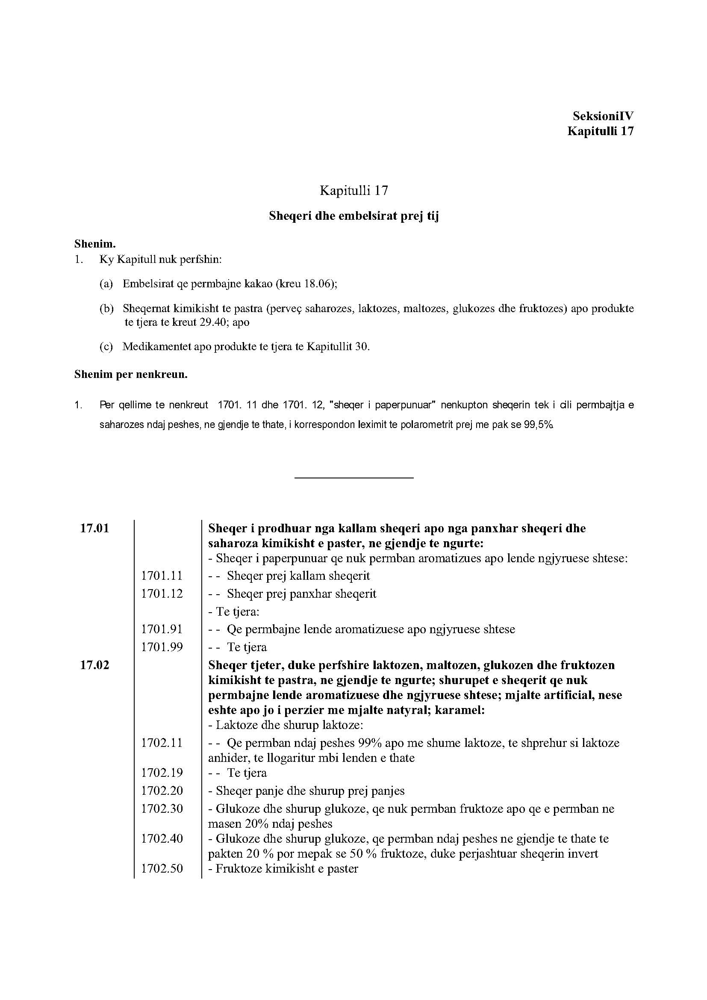 SeksioniIV
Kapitulli 17
Kapitulli 17
Sheqeri dhe embelsirat prej tij
Shenim.
1. Ky Kapitull nuk perfshin:
(a) Embelsirat qe permbajne kakao (kreu 18.06);
(b) Sheqernat kimikisht te pastra (perveç saharozes, laktozes, maltozes, glukozes dhe fruktozes) apo produkte
te tjera te kreut 29.40; apo
(c) Medikamentet apo produkte te tjera te Kapitullit 30.
Shenim per nenkreun.
1. Per qellime te nenkreut 1701. 11 dhe 1701. 12, "sheqer i paperpunuar" nenkupton sheqerin tek i cili permbajtja e
saharozes ndaj peshes, ne gjendje te thate, i korrespondon leximit te polarometrit prej me pak se 99,5%.
17.01 Sheqer i prodhuar nga kallam sheqeri apo nga panxhar sheqeri dhe
saharoza kimikisht e paster, ne gjendje te ngurte:
- Sheqer i paperpunuar qe nuk permban aromatizues apo lende ngjyruese shtese:
1701.11 - - Sheqer prej kallam sheqerit
1701.12 - - Sheqer prej panxhar sheqerit
- Te tjera:
1701.91 - - Qe permbajne lende aromatizuese apo ngjyruese shtese
1701.99 - - Te tjera
17.02 Sheqer tjeter, duke perfshire laktozen, maltozen, glukozen dhe fruktozen
kimikisht te pastra, ne gjendje te ngurte; shurupet e sheqerit qe nuk
permbajne lende aromatizuese dhe ngjyruese shtese; mjalte artificial, nese
eshte apo jo i perzier me mjalte natyral; karamel:
- Laktoze dhe shurup laktoze:
1702.11 - - Qe permban ndaj peshes 99% apo me shume laktoze, te shprehur si laktoze
anhider, te llogaritur mbi lenden e thate
1702.19 - - Te tjera
1702.20 - Sheqer panje dhe shurup prej panjes
1702.30 - Glukoze dhe shurup glukoze, qe nuk permban fruktoze apo qe e permban ne
masen 20% ndaj peshes
1702.40 - Glukoze dhe shurup glukoze, qe permban ndaj peshes ne gjendje te thate te
pakten 20 % por mepak se 50 % fruktoze, duke perjashtuar sheqerin invert
1702.50 - Fruktoze kimikisht e paster